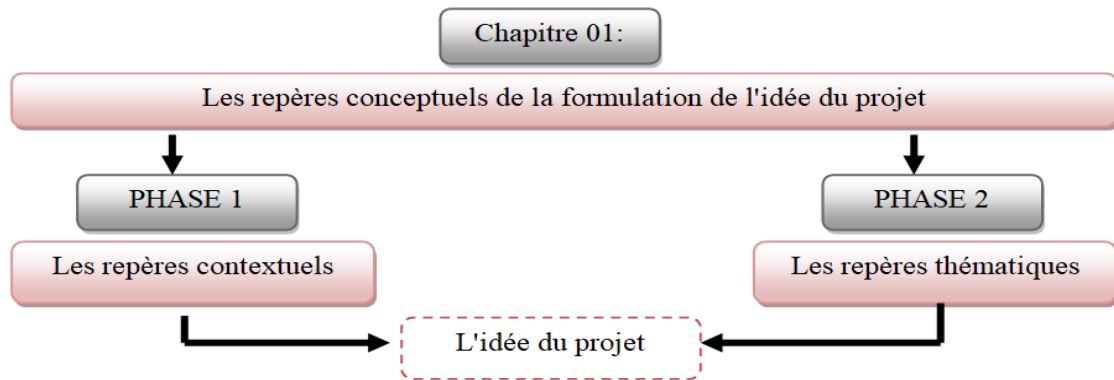 Chapitre 01:
Les repères conceptuels de la formulation de l'idée du projet
PHASE 1
PHASE 2
Les repères contextuels
Les repères thématiques
L'idée du projet